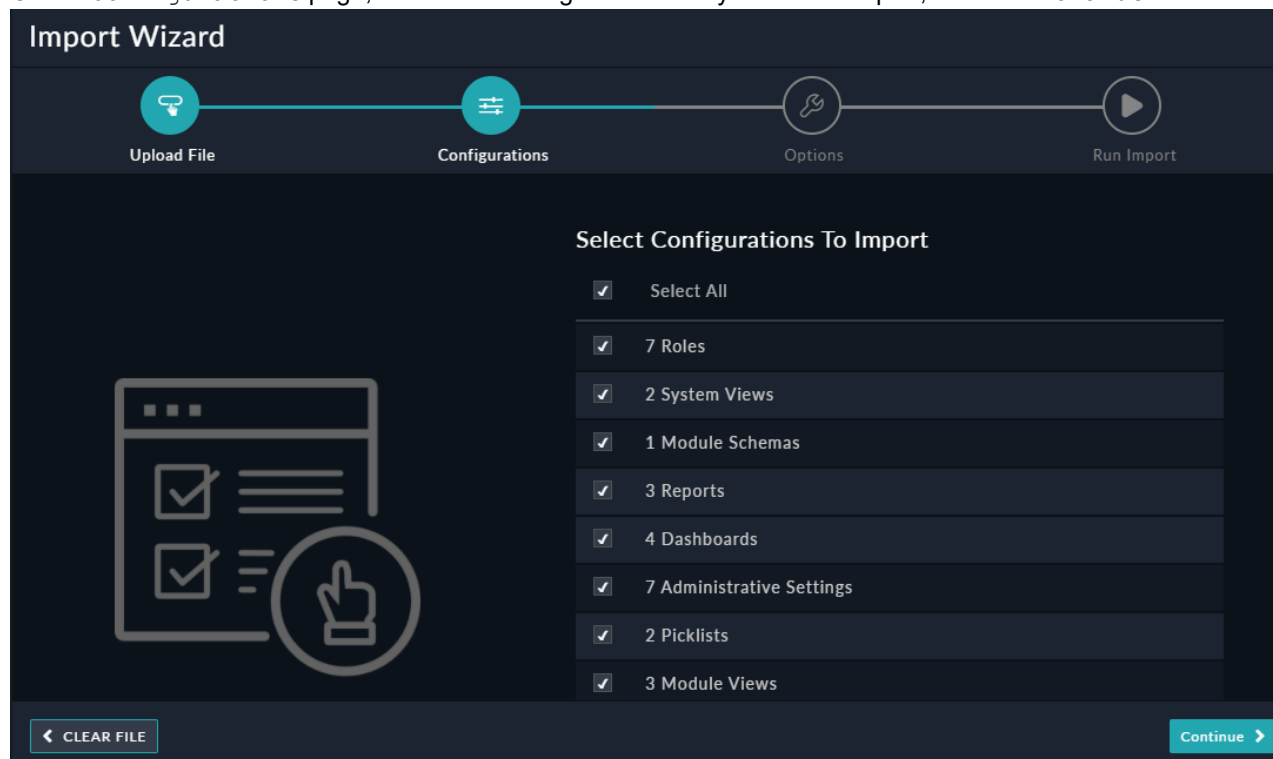 Import Wizard
Upload File
Configurations
Options
Run Import
Select Configurations To Import
Select All
7 Roles
2 System Views
1 Module Schemas
3 Reports
4 Dashboards
7 Administrative Settings
2 Picklists
3 Module Views
CLEAR FILE
Continue